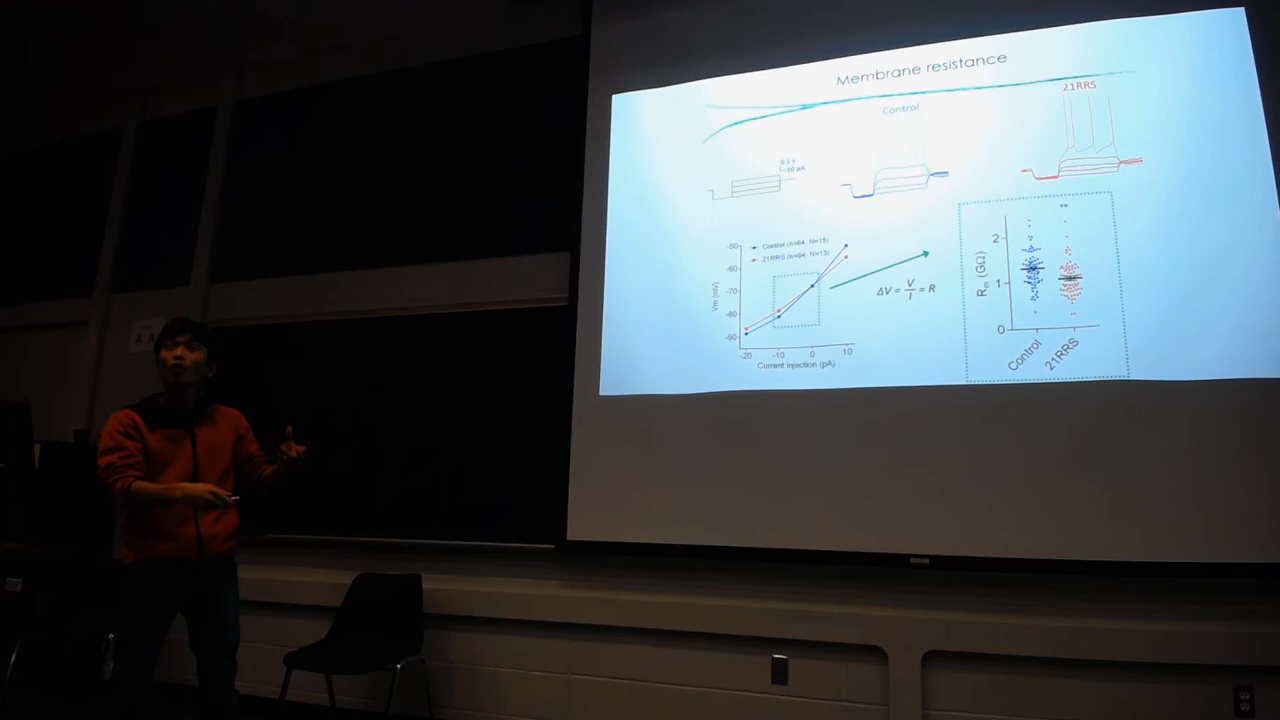 Membrane resistance
Control
21RRS
0.1 s
50 pA
Control (n=64, N=15)
21RRS (n=64, N=13)
-50
-60
-70
-80
-90
Vm (mV)
-20 -10 0 10
Current injection (pA)
ΔV = V/I = R
**
2
1
0
Rm (GΩ)
Control
21RRS
A A